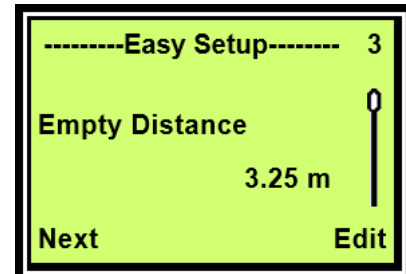 ---------Easy Setup-------- 3
Empty Distance
3.25 m
Next Edit